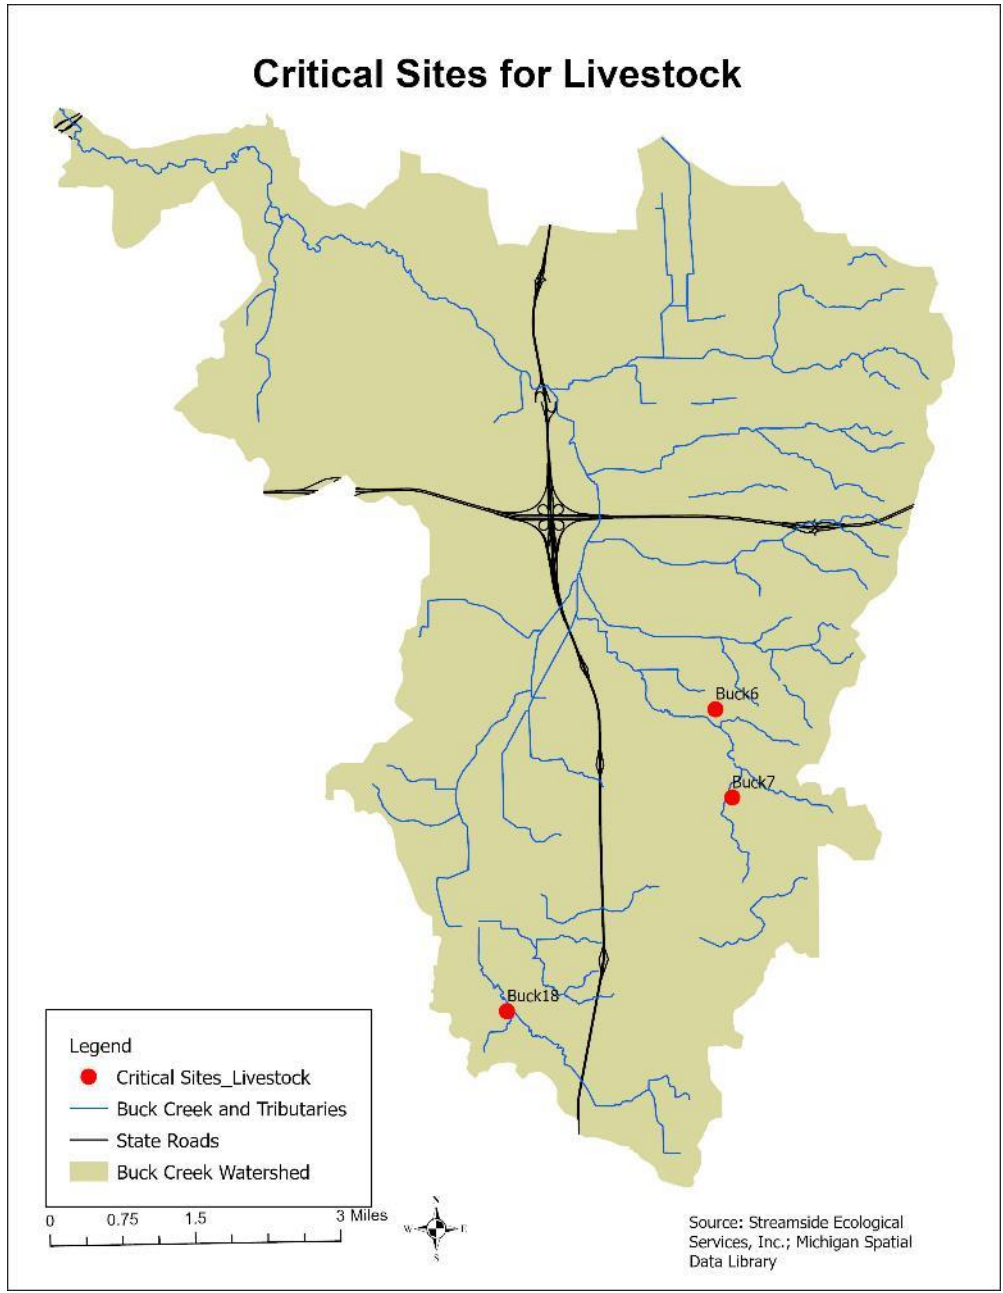 Critical Sites for Livestock
Buck6
Buck7
Buck18
Legend
Critical Sites_Livestock
Buck Creek and Tributaries
State Roads
Buck Creek Watershed
0 0.75 1.5 3 Miles
N
W E
S
Source: Streamside Ecological
Services, Inc.; Michigan Spatial
Data Library